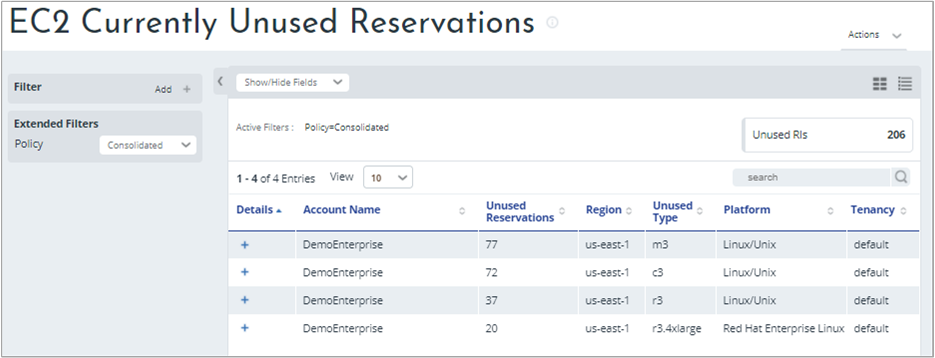 EC2 Currently Unused Reservations
Actions
Filter
Add +
Show/Hide Fields
Extended Filters
Policy Consolidated
Active Filters : Policy=Consolidated
Unused RIs 206
1 - 4 of 4 Entries View 10
search
Details Account Name Unused Reservations Region Unused Type Platform Tenancy
+ DemoEnterprise 77 us-east-1 m3 Linux/Unix default
+ DemoEnterprise 72 us-east-1 c3 Linux/Unix default
+ DemoEnterprise 37 us-east-1 r3 Linux/Unix default
+ DemoEnterprise 20 us-east-1 r3.4xlarge Red Hat Enterprise Linux default